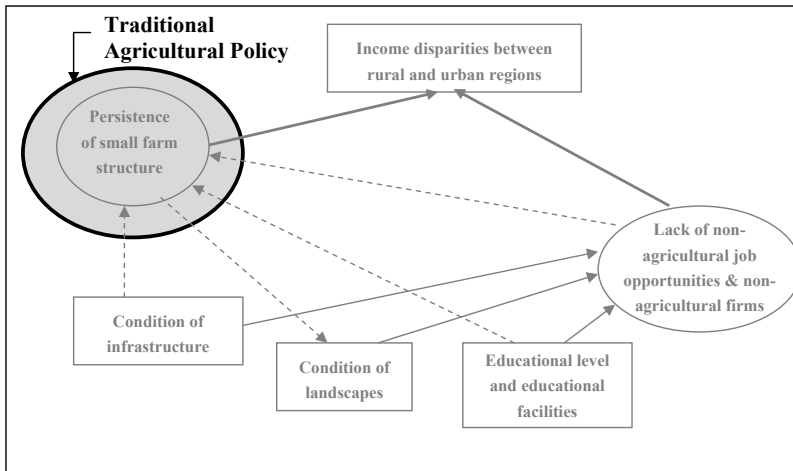 Traditional
Agricultural Policy
Income disparities between
rural and urban regions
Persistence
of small farm
structure
Lack of non-
agricultural job
opportunities & non-
agricultural firms
Condition of
infrastructure
Condition of
landscapes
Educational level
and educational
facilities